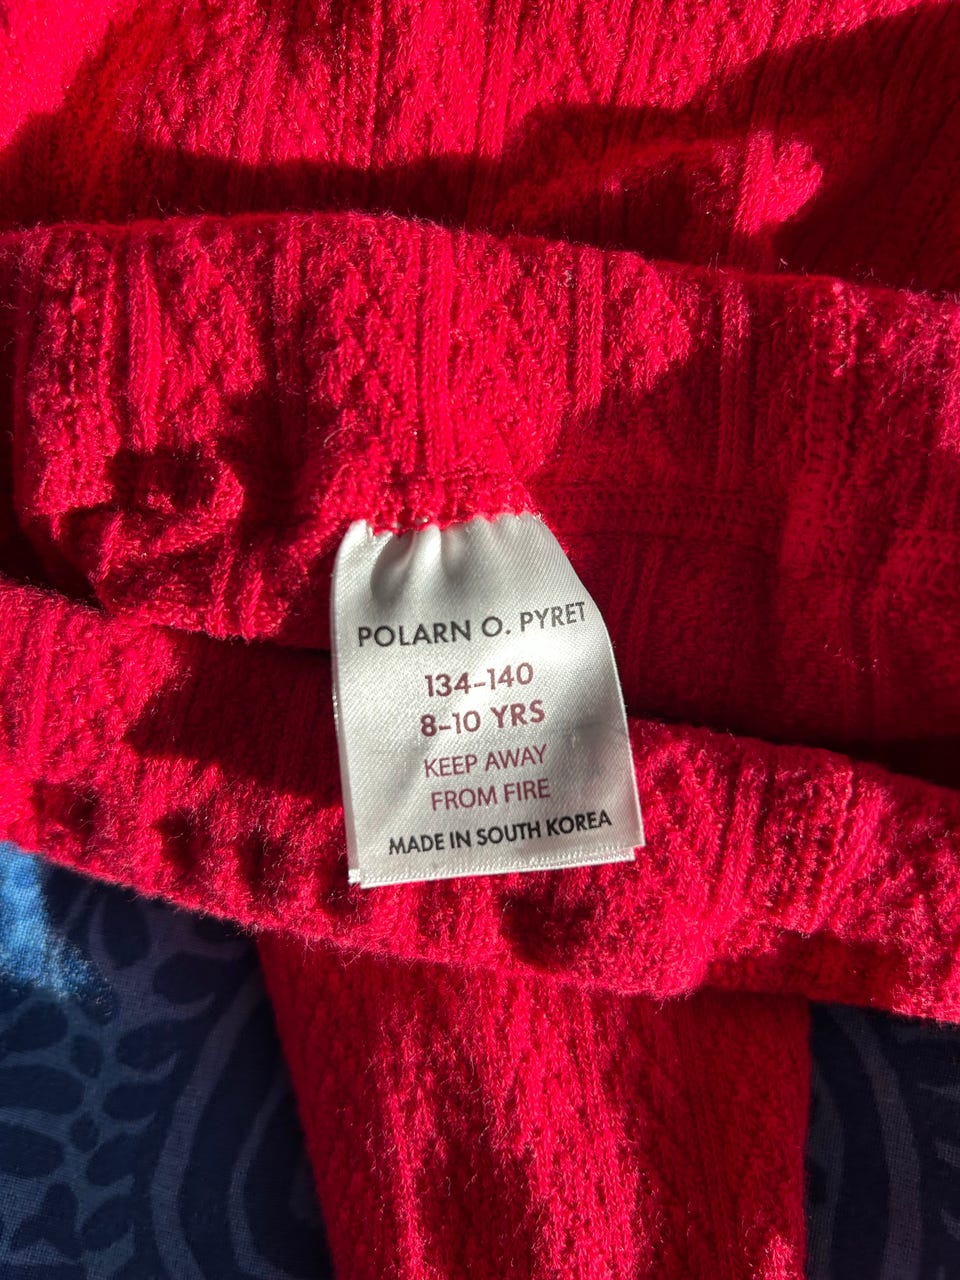 POLARN O. PYRET
134-140
8-10 YRS
KEEP AWAY
FROM FIRE
MADE IN SOUTH KOREA